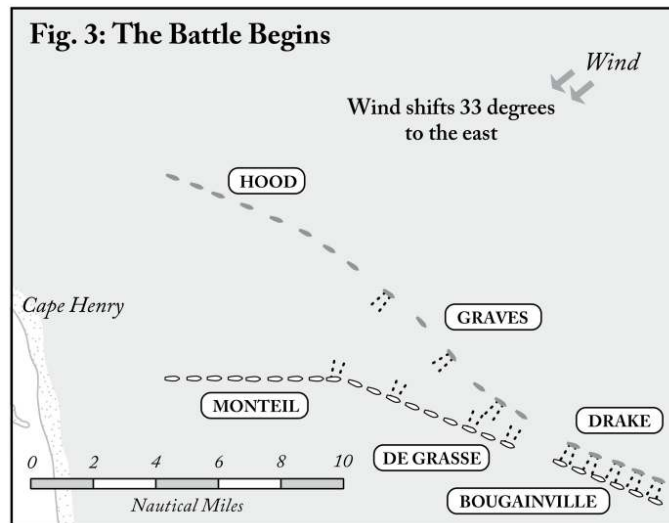 Fig. 3: The Battle Begins
Wind
Wind shifts 33 degrees
to the east
HOOD
Cape Henry
GRAVES
MONTEIL
DRAKE
DE GRASSE
0 2 4 6 8 10
Nautical Miles
BOUGAINVILLE